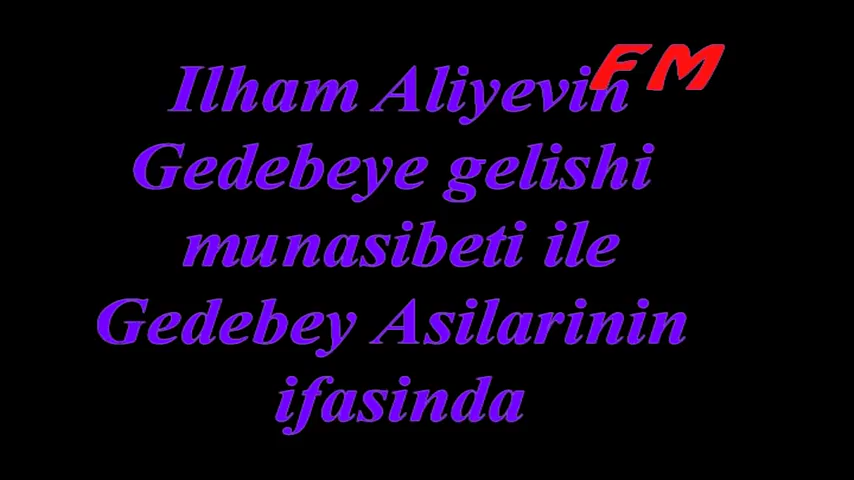 FM
Ilham Aliyevin
Gedebeye gelishi
munasibeti ile
Gedebey Asilarinin
ifasinda